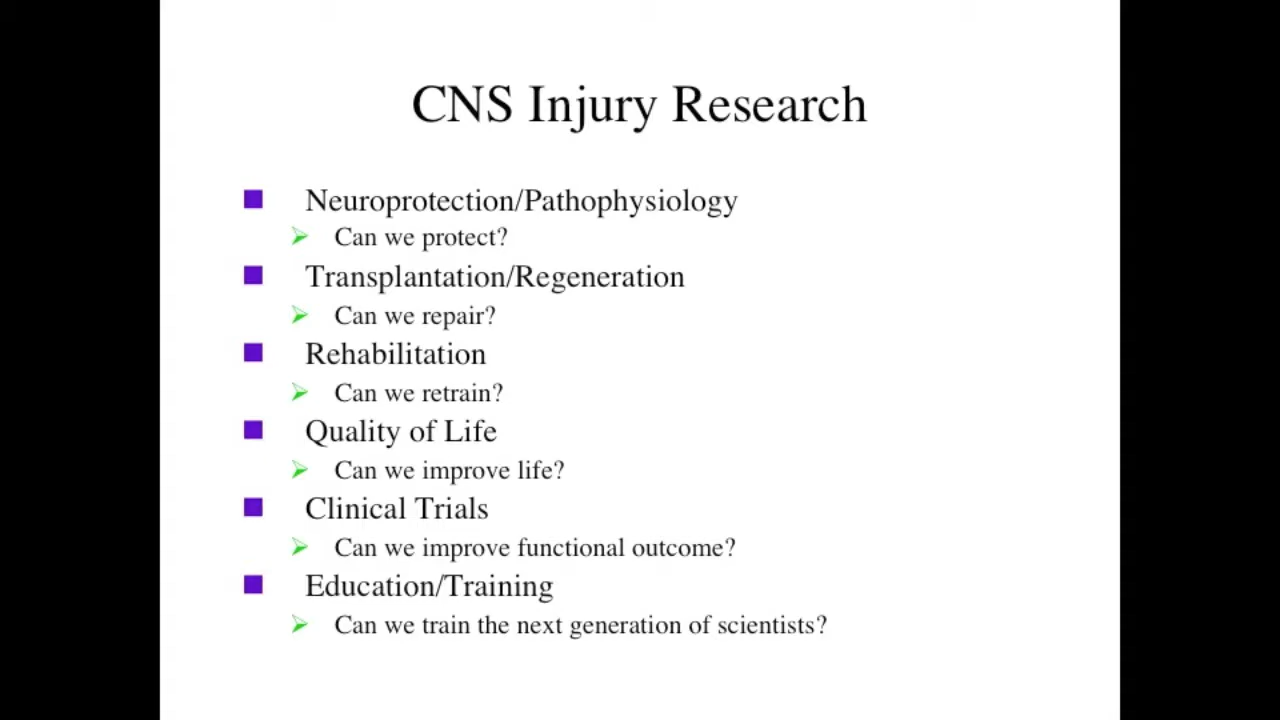 CNS Injury Research
Neuroprotection/Pathophysiology
Can we protect?
Transplantation/Regeneration
Can we repair?
Rehabilitation
Can we retrain?
Quality of Life
Can we improve life?
Clinical Trials
Can we improve functional outcome?
Education/Training
Can we train the next generation of scientists?